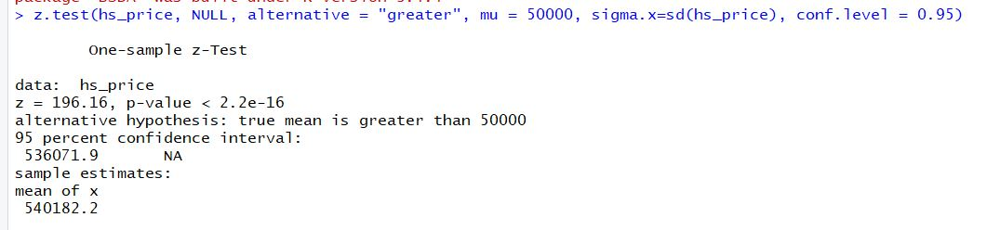 > z.test(hs_price, NULL, alternative = "greater", mu = 50000, sigma.x=sd(hs_price), conf.level = 0.95)
One-sample z-Test
data:  hs_price
z = 196.16, p-value < 2.2e-16
alternative hypothesis: true mean is greater than 50000
95 percent confidence interval:
 536071.9       NA
sample estimates:
mean of x
 540182.2